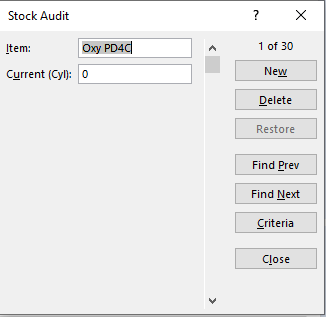 Stock Audit ? ×
Item: Oxy PD4C 1 of 30
Current (Cyl): 0
New
Delete
Restore
Find Prev
Find Next
Criteria
Close